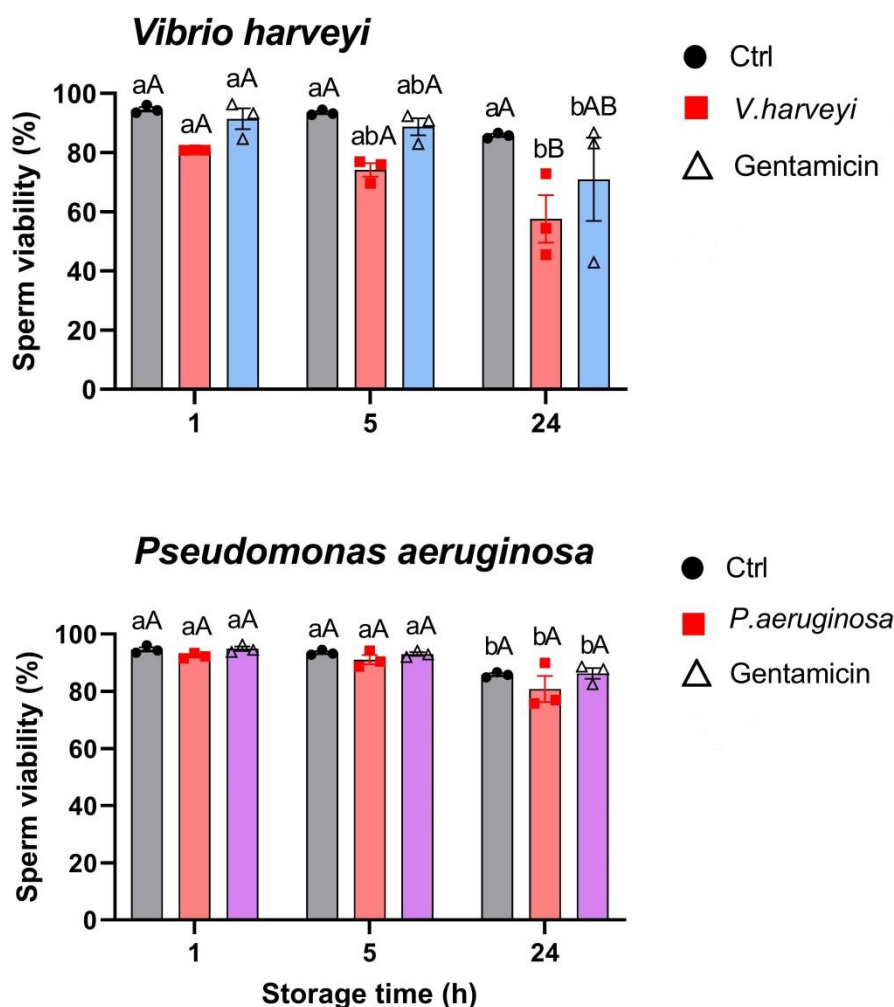 Vibrio harveyi
Ctrl
V.harveyi
Gentamicin
Sperm viability (%)
100
80
60
40
20
0
aA aA aA
aA abA abA
aA bB bAB
1 5 24
Pseudomonas aeruginosa
Ctrl
P.aeruginosa
Gentamicin
Sperm viability (%)
100
80
60
40
20
0
aA aA aA
aA aA aA
bA bA bA
1 5 24
Storage time (h)